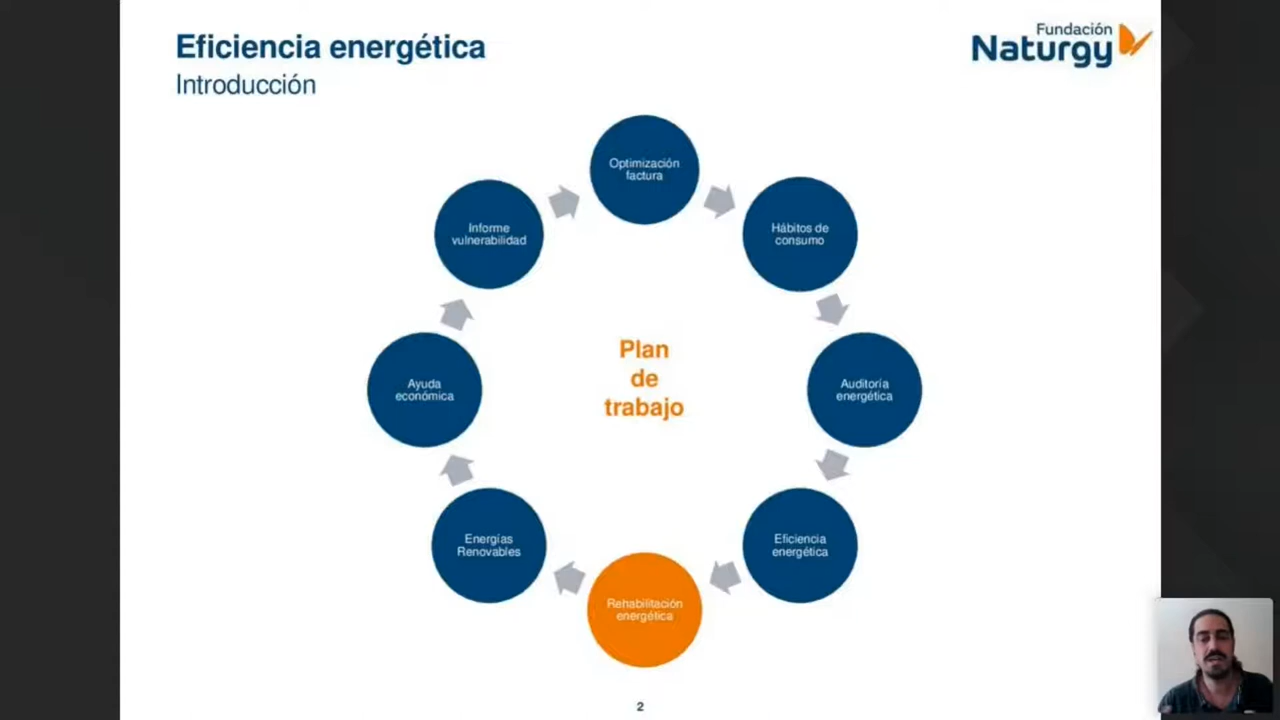 Eficiencia energética
Introducción
Fundación
Naturgy
Optimización
factura
Hábitos de
consumo
Auditoría
energética
Eficiencia
energética
Rehabilitación
energética
Energías
Renovables
Ayuda
económica
Informe
vulnerabilidad
Plan
de
trabajo
2